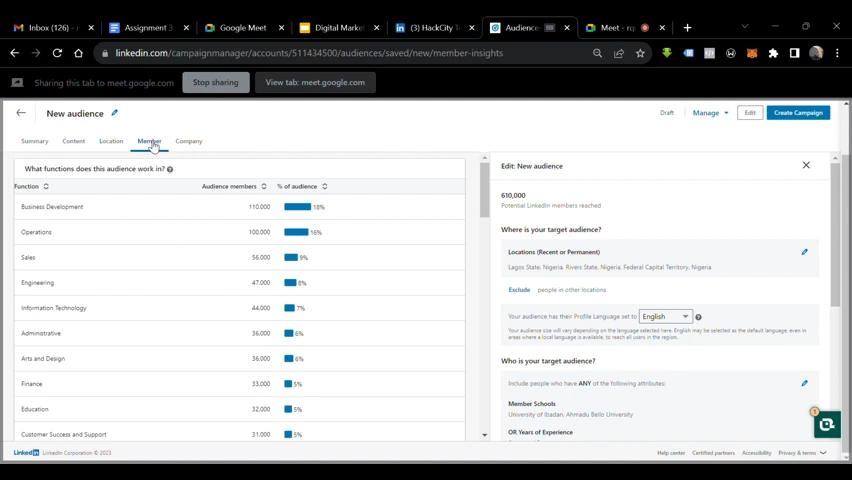 Inbox (120) - m
Assignment 3
Google Meet
Digital Market
(3) HackCity T
Audience
Meet - rq
linkedin.com/campaignmanager/accounts/511434500/audiences/saved/new/member-insights
Sharing this tab to meet.google.com
Stop sharing
View tab: meet.google.com
New audience
Draft
Manage
Edit
Create Campaign
Summary
Content
Location
Member
Company
What functions does this audience work in?
Function
Audience members
% of audience
Business Development 110,000 18%
Operations 100,000 16%
Sales 56,000 9%
Engineering 47,000 8%
Information Technology 44,000 7%
Administrative 36,000 6%
Arts and Design 36,000 6%
Finance 33,000 5%
Education 32,000 5%
Customer Success and Support 31,000 5%
Edit: New audience
610,000
Potential LinkedIn members reached
Where is your target audience?
Locations (Recent or Permanent)
Lagos State, Nigeria, Rivers State, Nigeria, Federal Capital Territory, Nigeria
Exclude people in other locations
Your audience has their Profile Language set to English
Your audience size will vary depending on the language selected here. English may be selected as the default language, even in
areas where a local language is available, to reach all users in the region.
Who is your target audience?
Include people who have ANY of the following attributes:
Member Schools
University of Ibadan, Ahmadu Bello University
OR Years of Experience
1
LinkedIn LinkedIn Corporation © 2023
Help center
Certified partners
Accessibility
Privacy & terms